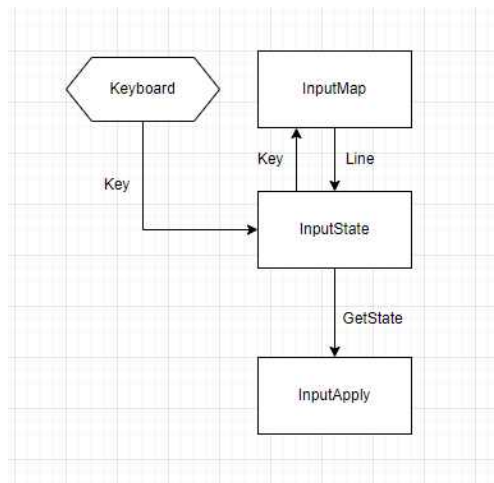 Keyboard
InputMap
Key
Line
Key
InputState
GetState
InputApply